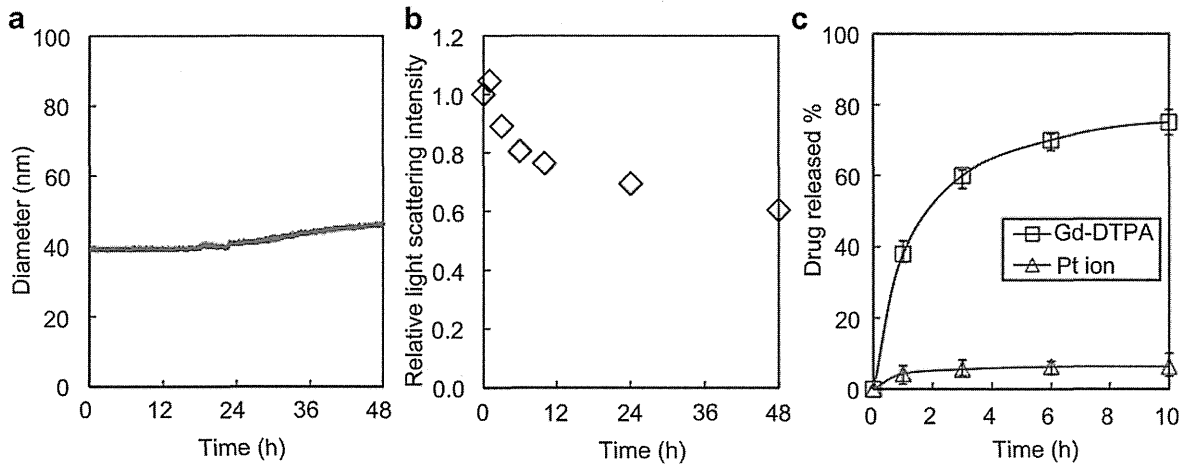 a
100
80
60
40
20
0
Diameter (nm)
0 12 24 36 48
Time (h)
b
1.2
1.0
0.8
0.6
0.4
0.2
0.0
Relative light scattering intensity
0 12 24 36 48
Time (h)
c
100
80
60
40
20
0
Drug released %
Gd-DTPA
Pt ion
0 2 4 6 8 10
Time (h)